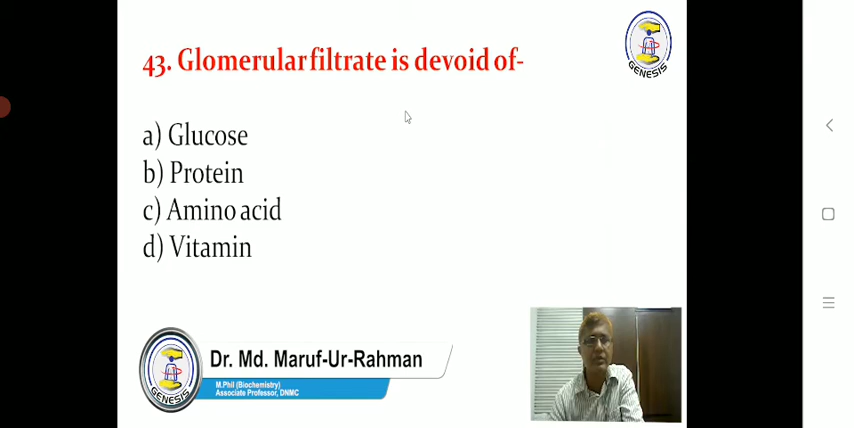 43. Glomerular filtrate is devoid of-
GENESIS
a) Glucose
b) Protein
c) Amino acid
d) Vitamin
GENESIS
Dr. Md. Maruf-Ur-Rahman
M.Phil (Biochemistry)
Associate Professor, DNMC